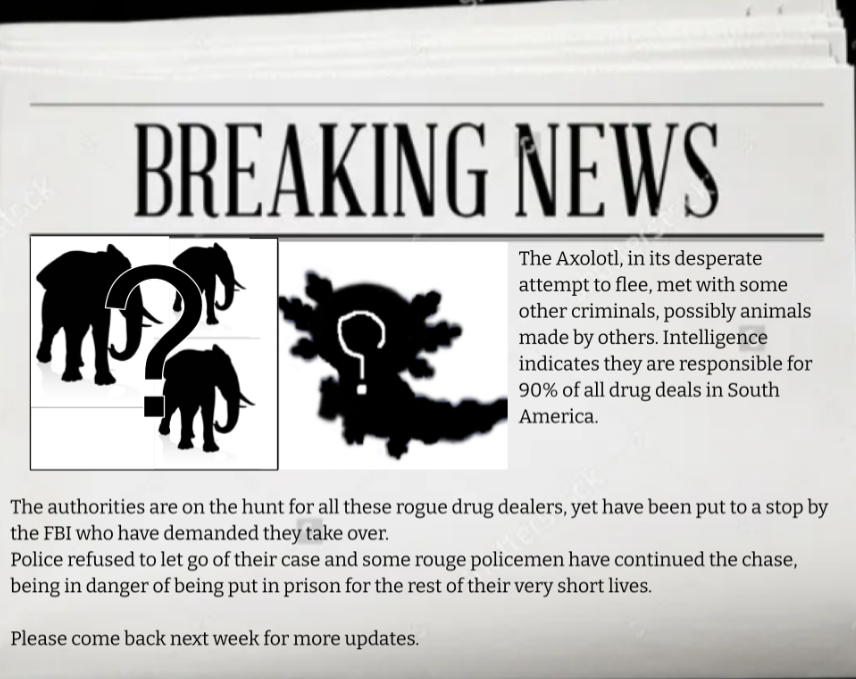 BREAKING NEWS
The Axolotl, in its desperate
attempt to flee, met with some
other criminals, possibly animals
made by others. Intelligence
indicates they are responsible for
90% of all drug deals in South
America.
The authorities are on the hunt for all these rogue drug dealers, yet have been put to a stop by
the FBI who have demanded they take over.
Police refused to let go of their case and some rouge policemen have continued the chase,
being in danger of being put in prison for the rest of their very short lives.
Please come back next week for more updates.